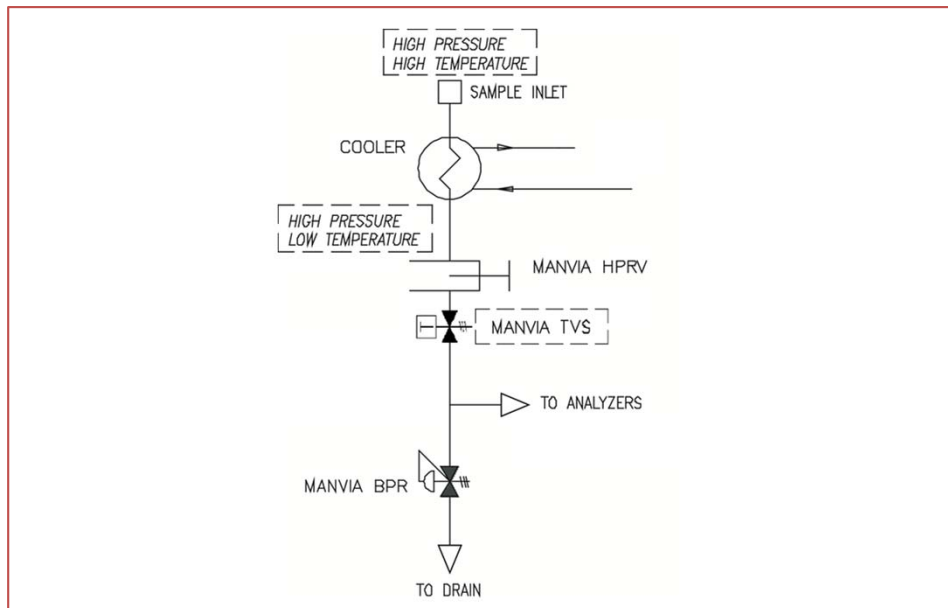 HIGH PRESSURE
HIGH TEMPERATURE
SAMPLE INLET
COOLER
HIGH PRESSURE
LOW TEMPERATURE
MANVIA HPRV
MANVIA TVS
TO ANALYZERS
MANVIA BPR
TO DRAIN